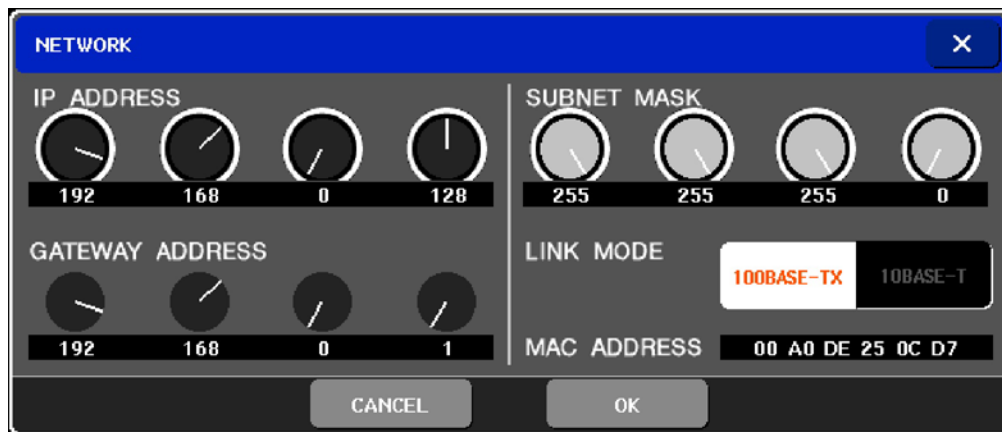 NETWORK ×
IP ADDRESS
192 168 0 128
SUBNET MASK
255 255 255 0
GATEWAY ADDRESS
192 168 0 1
LINK MODE
100BASE-TX 10BASE-T
MAC ADDRESS 00 A0 DE 25 0C D7
CANCEL OK